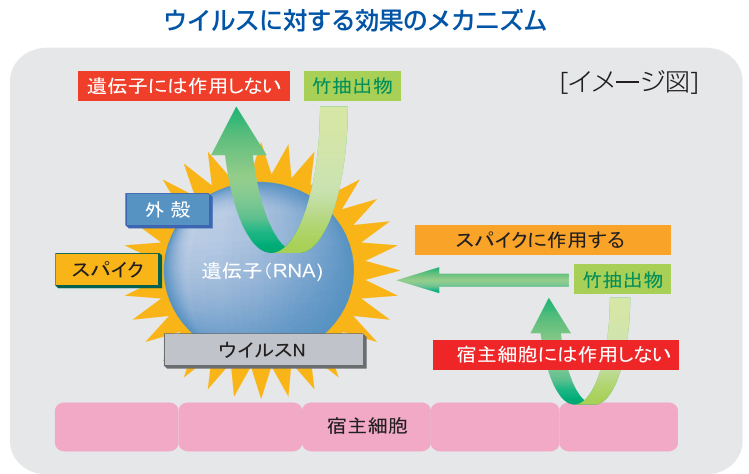 ウイルスに対する効果のメカニズム
[イメージ図]
遺伝子には作用しない
竹抽出物
外 殻
スパイク
遺伝子(RNA)
ウイルスN
スパイクに作用する
竹抽出物
宿主細胞には作用しない
宿主細胞